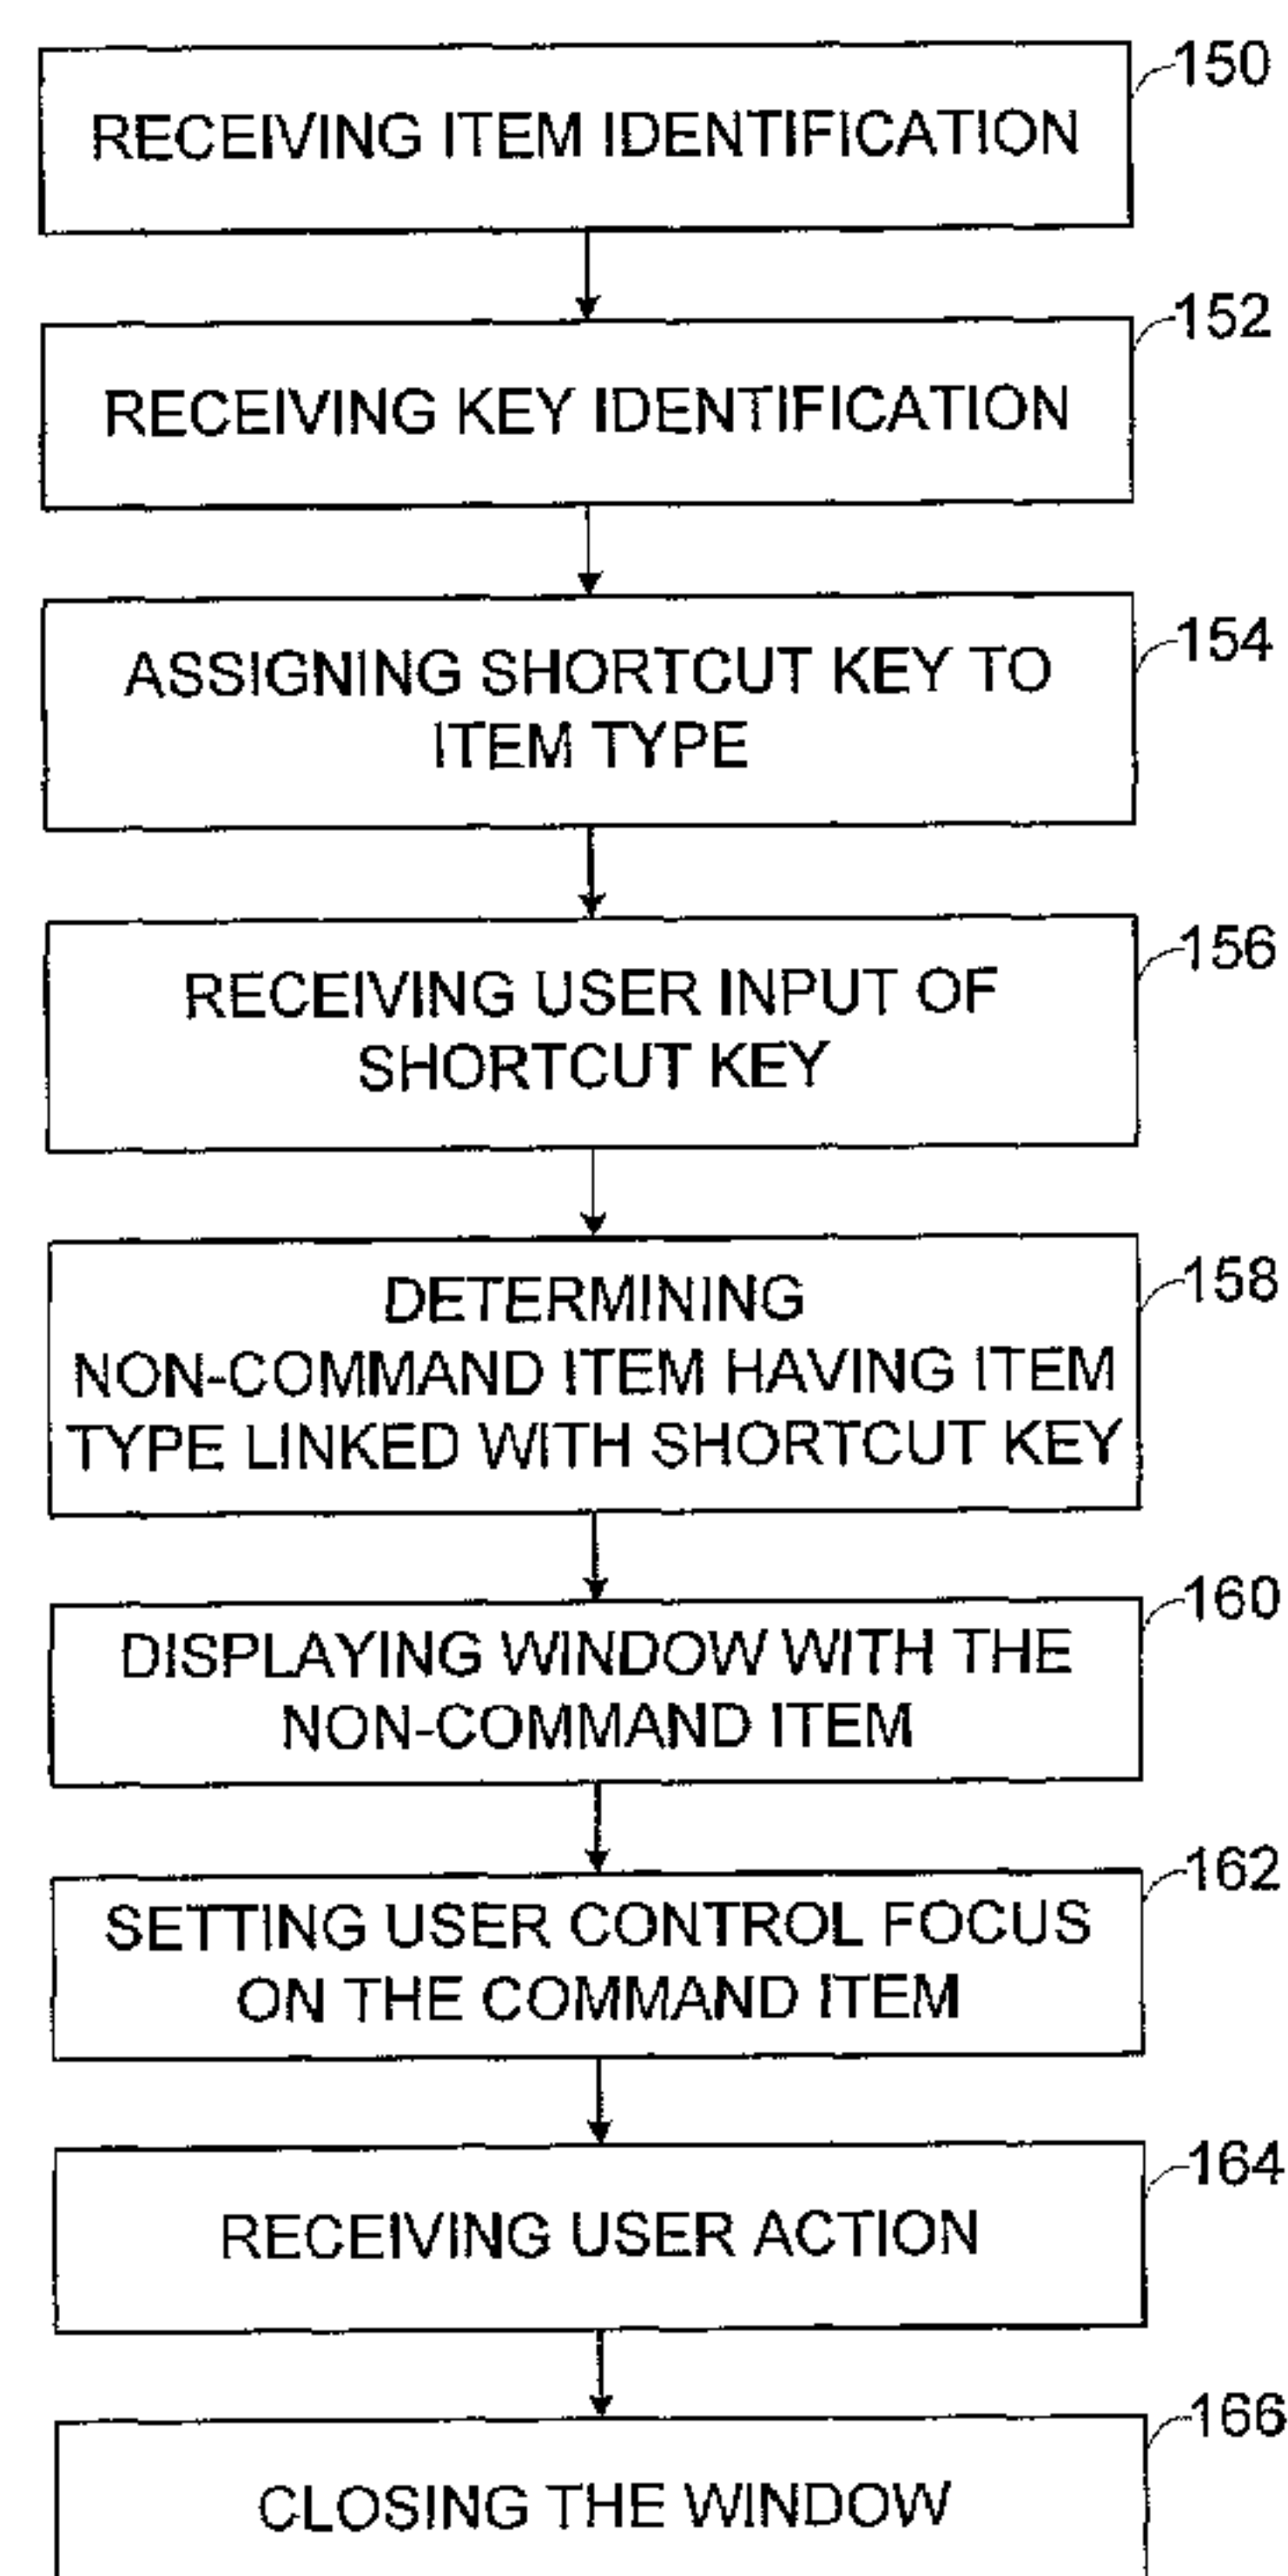 150
RECEIVING ITEM IDENTIFICATION
152
RECEIVING KEY IDENTIFICATION
154
ASSIGNING SHORTCUT KEY TO
ITEM TYPE
156
RECEIVING USER INPUT OF
SHORTCUT KEY
158
DETERMINING
NON-COMMAND ITEM HAVING ITEM
TYPE LINKED WITH SHORTCUT KEY
160
DISPLAYING WINDOW WITH THE
NON-COMMAND ITEM
162
SETTING USER CONTROL FOCUS
ON THE COMMAND ITEM
164
RECEIVING USER ACTION
166
CLOSING THE WINDOW